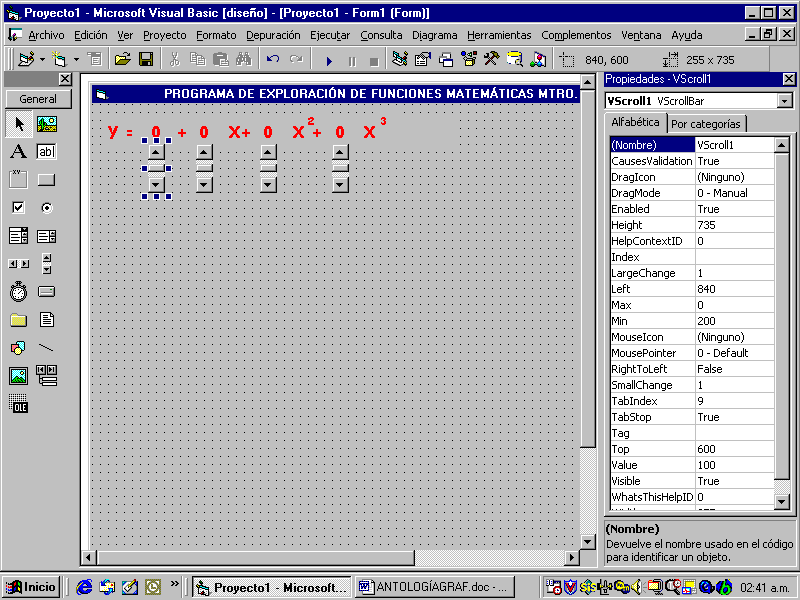 Proyecto1 - Microsoft Visual Basic [diseño] - [Proyecto1 - Form1 (Form)]
Archivo Edición Ver Proyecto Formato Depuración Ejecutar Consulta Diagrama Herramientas Complementos Ventana Ayuda
840, 600 255 x 735
General
A ab|
xv
OLE
PROGRAMA DE EXPLORACIÓN DE FUNCIONES MATEMÁTICAS MTRO.
y = 0 + 0 X+ 0 X2+ 0 X3
Propiedades - VScroll1
VScroll1 VScrollBar
Alfabética Por categorías
(Nombre) VScroll1
CausesValidation True
DragIcon (Ninguno)
DragMode 0 - Manual
Enabled True
Height 735
HelpContextID 0
Index
LargeChange 1
Left 840
Max 0
Min 200
MouseIcon (Ninguno)
MousePointer 0 - Default
RightToLeft False
SmallChange 1
TabIndex 9
TabStop True
Tag
Top 600
Value 100
Visible True
WhatsThisHelpID 0
(Nombre)
Devuelve el nombre usado en el código
para identificar un objeto.
Inicio
»
Proyecto1 - Microsoft...
ANTOLOGÍAGRAF.doc - ...
02:41 a.m.